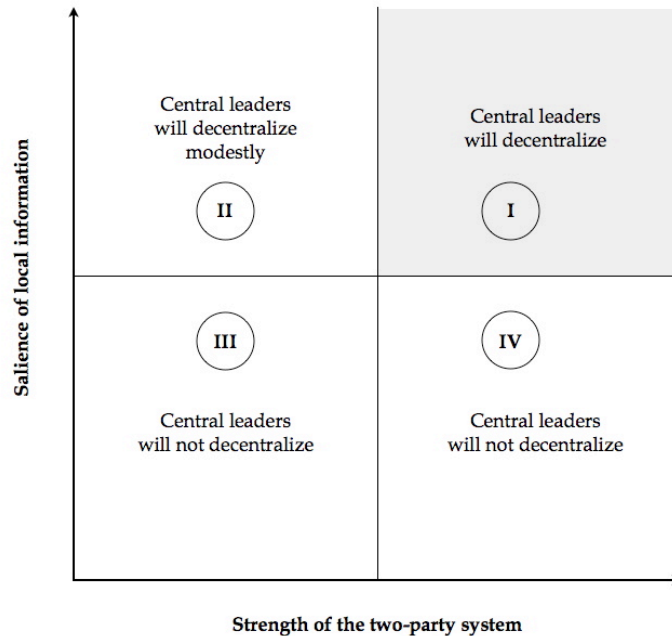 Central leaders
will decentralize
modestly
II
Central leaders
will decentralize
I
Salience of local information
III
Central leaders
will not decentralize
IV
Central leaders
will not decentralize
Strength of the two-party system